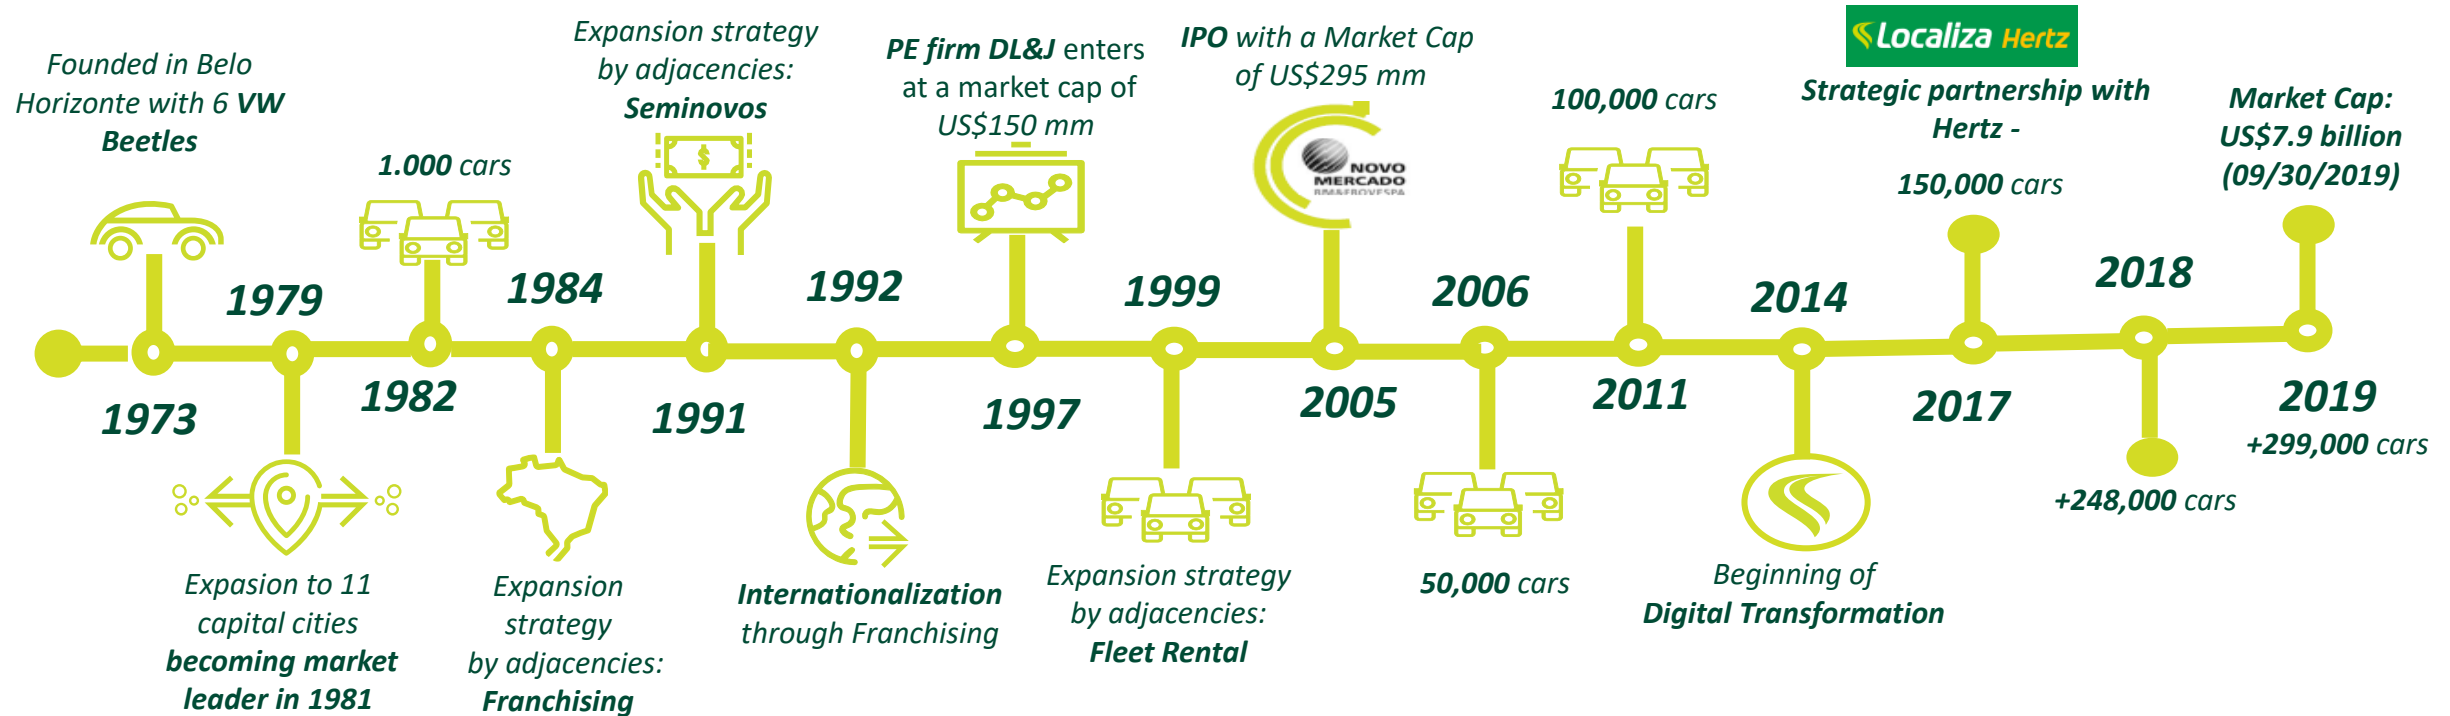 Founded in Belo
Horizonte with 6 VW
Beetles
1973
1979
Expasion to 11
capital cities
becoming market
leader in 1981
1.000 cars
1982
1984
Expansion
strategy
by adjacencies:
Franchising
Expansion strategy
by adjacencies:
Seminovos
1991
1992
Internationalization
through Franchising
PE firm DL&J enters
at a market cap of
US$150 mm
1997
1999
Expansion strategy
by adjacencies:
Fleet Rental
IPO with a Market Cap
of US$295 mm
NOVO
MERCADO
BM&FBOVESPA
2005
2006
50,000 cars
100,000 cars
2011
2014
Beginning of
Digital Transformation
Localiza Hertz
Strategic partnership with
Hertz -
150,000 cars
2017
2018
+248,000 cars
Market Cap:
US$7.9 billion
(09/30/2019)
2019
+299,000 cars